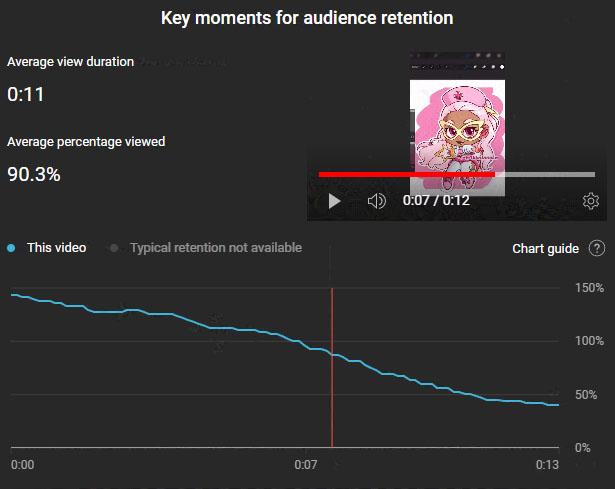 Key moments for audience retention
Average view duration
0:11
Average percentage viewed
90.3%
0:07 / 0:12
This video
Typical retention not available
Chart guide ?
150%
100%
50%
0%
0:00
0:07
0:13